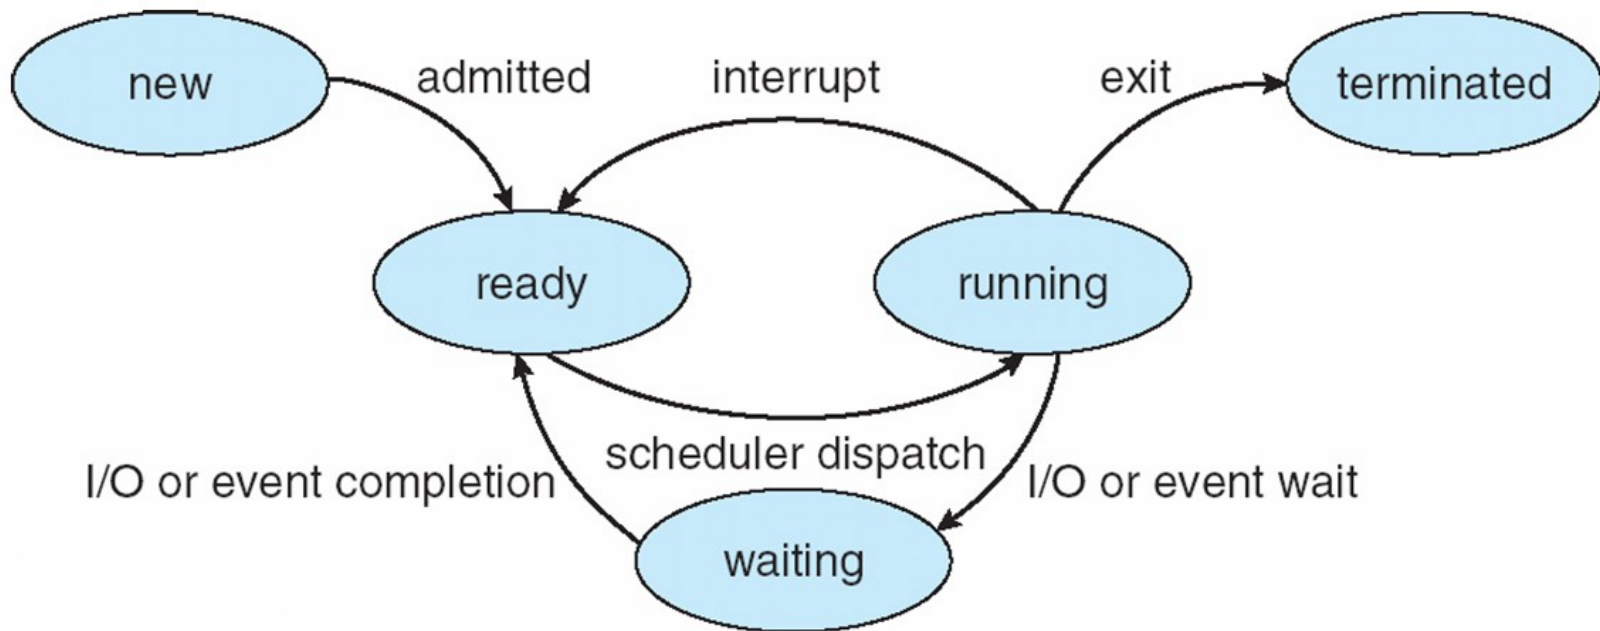 new
admitted
interrupt
exit
terminated
ready
running
scheduler dispatch
I/O or event completion
I/O or event wait
waiting